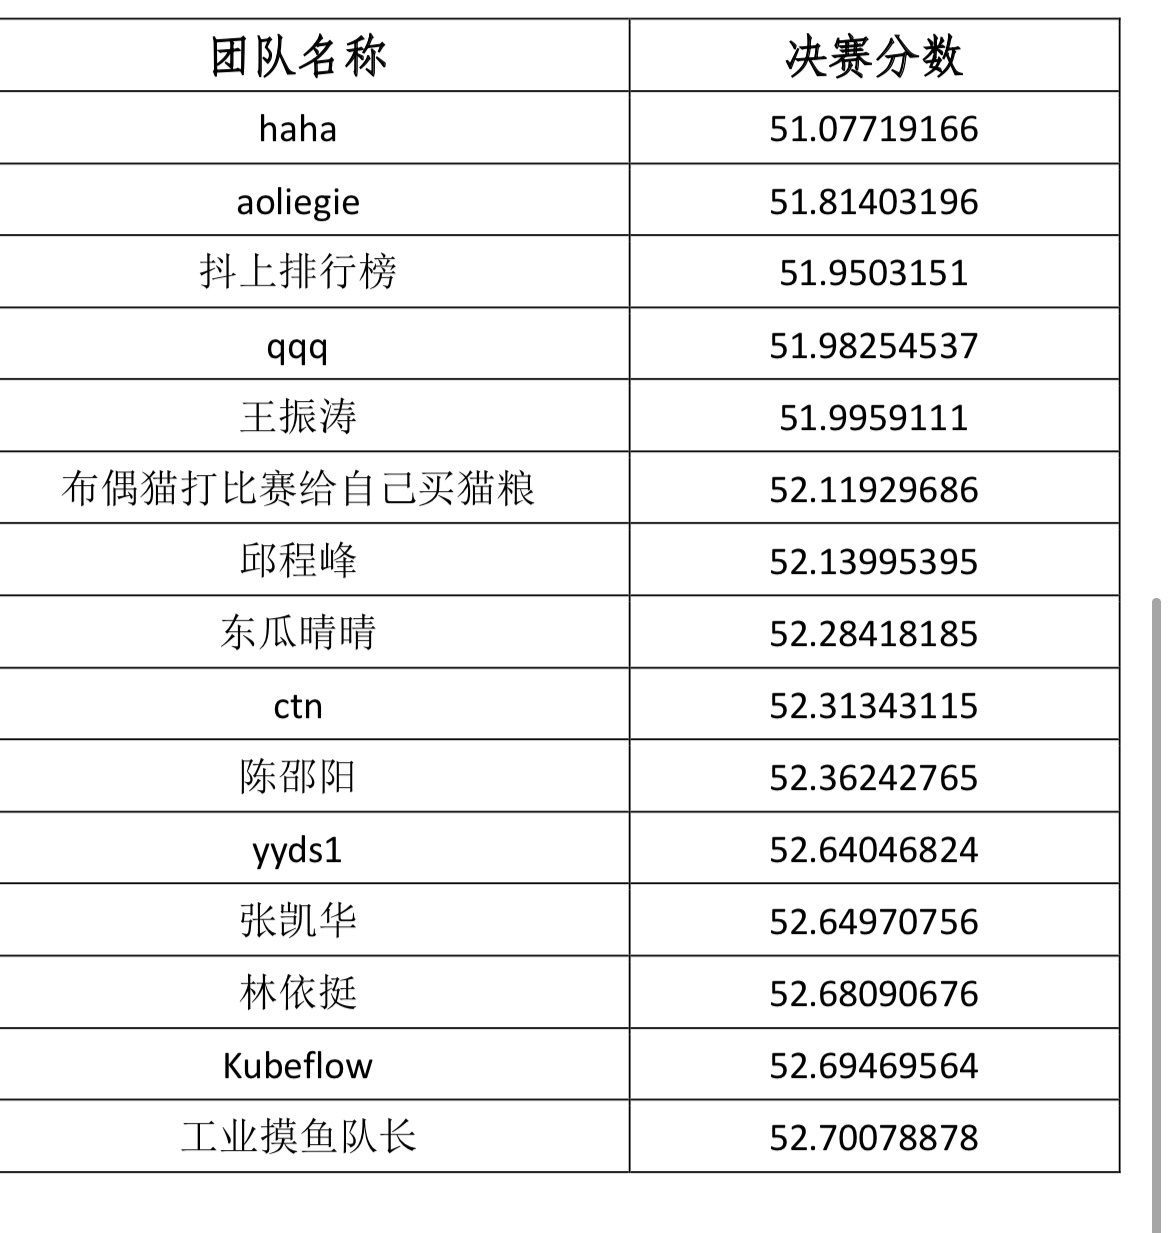 团队名称 决赛分数
haha 51.07719166
aoliegie 51.81403196
抖上排行榜 51.9503151
qqq 51.98254537
王振涛 51.9959111
布偶猫打比赛给自己买猫粮 52.11929686
邱程峰 52.13995395
东瓜晴晴 52.28418185
ctn 52.31343115
陈邵阳 52.36242765
yyds1 52.64046824
张凯华 52.64970756
林依挺 52.68090676
Kubeflow 52.69469564
工业摸鱼队长 52.70078878